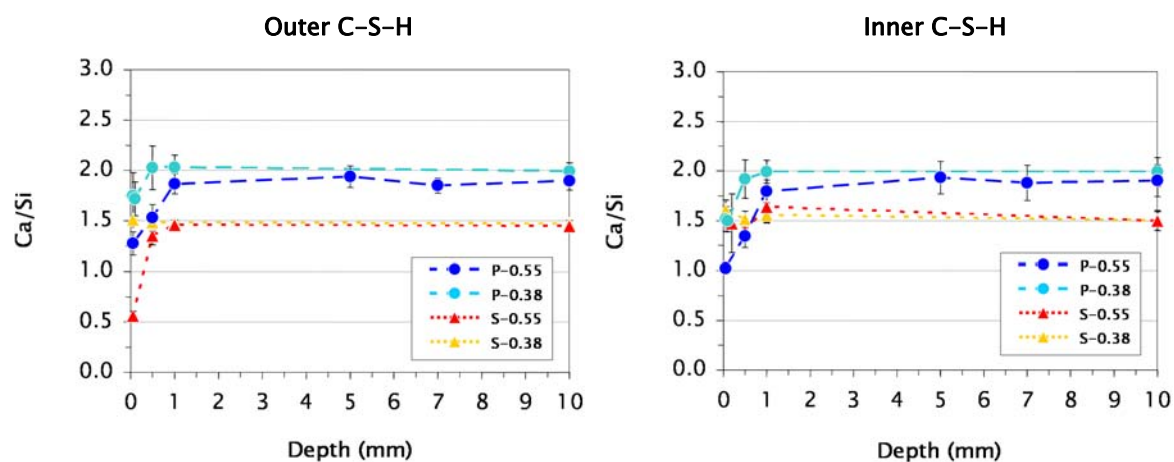 Outer C-S-H
3.0
2.5
2.0
1.5
1.0
0.5
0.0
Ca/Si
0 1 2 3 4 5 6 7 8 9 10
Depth (mm)
P-0.55
P-0.38
S-0.55
S-0.38
Inner C-S-H
3.0
2.5
2.0
1.5
1.0
0.5
0.0
Ca/Si
0 1 2 3 4 5 6 7 8 9 10
Depth (mm)
P-0.55
P-0.38
S-0.55
S-0.38